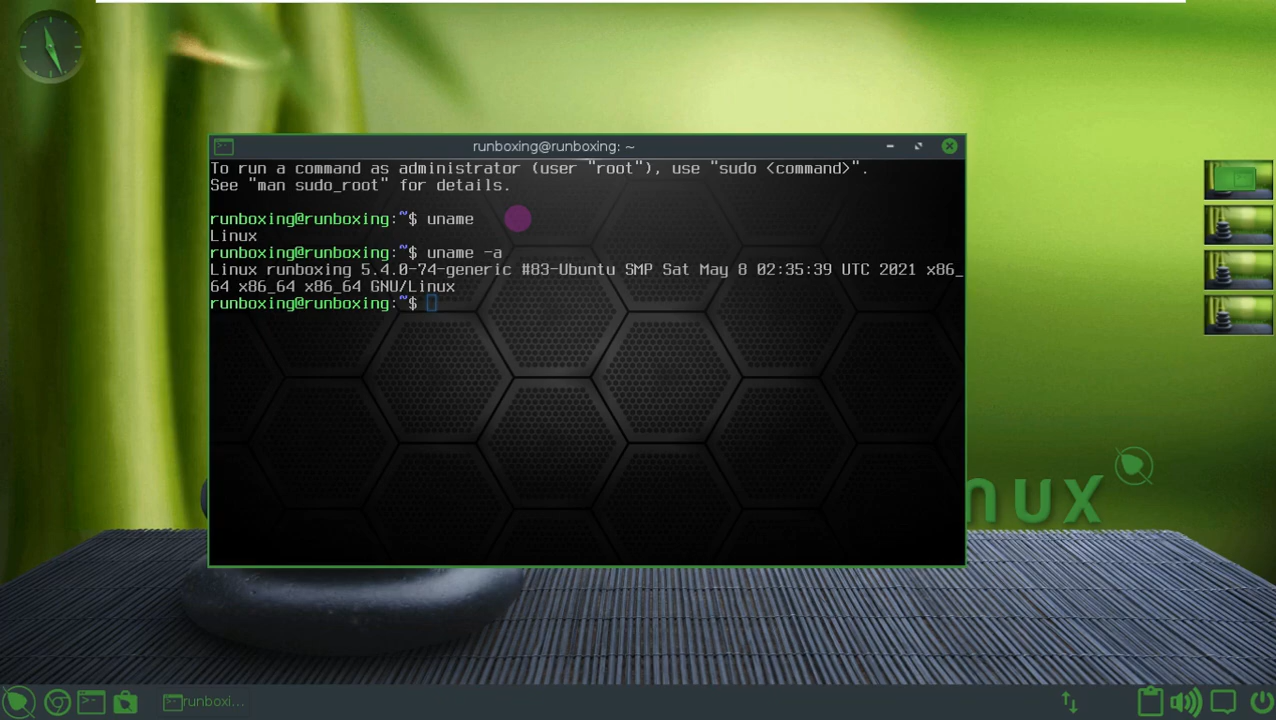 runboxing@runboxing: ~
To run a command as administrator (user "root"), use "sudo <command>".
See "man sudo_root" for details.
runboxing@runboxing:~$ uname
Linux
runboxing@runboxing:~$ uname -a
Linux runboxing 5.4.0-74-generic #83-Ubuntu SMP Sat May 8 02:35:39 UTC 2021 x86_
64 x86_64 x86_64 GNU/Linux
runboxing@runboxing:~$
nux
runboxi...